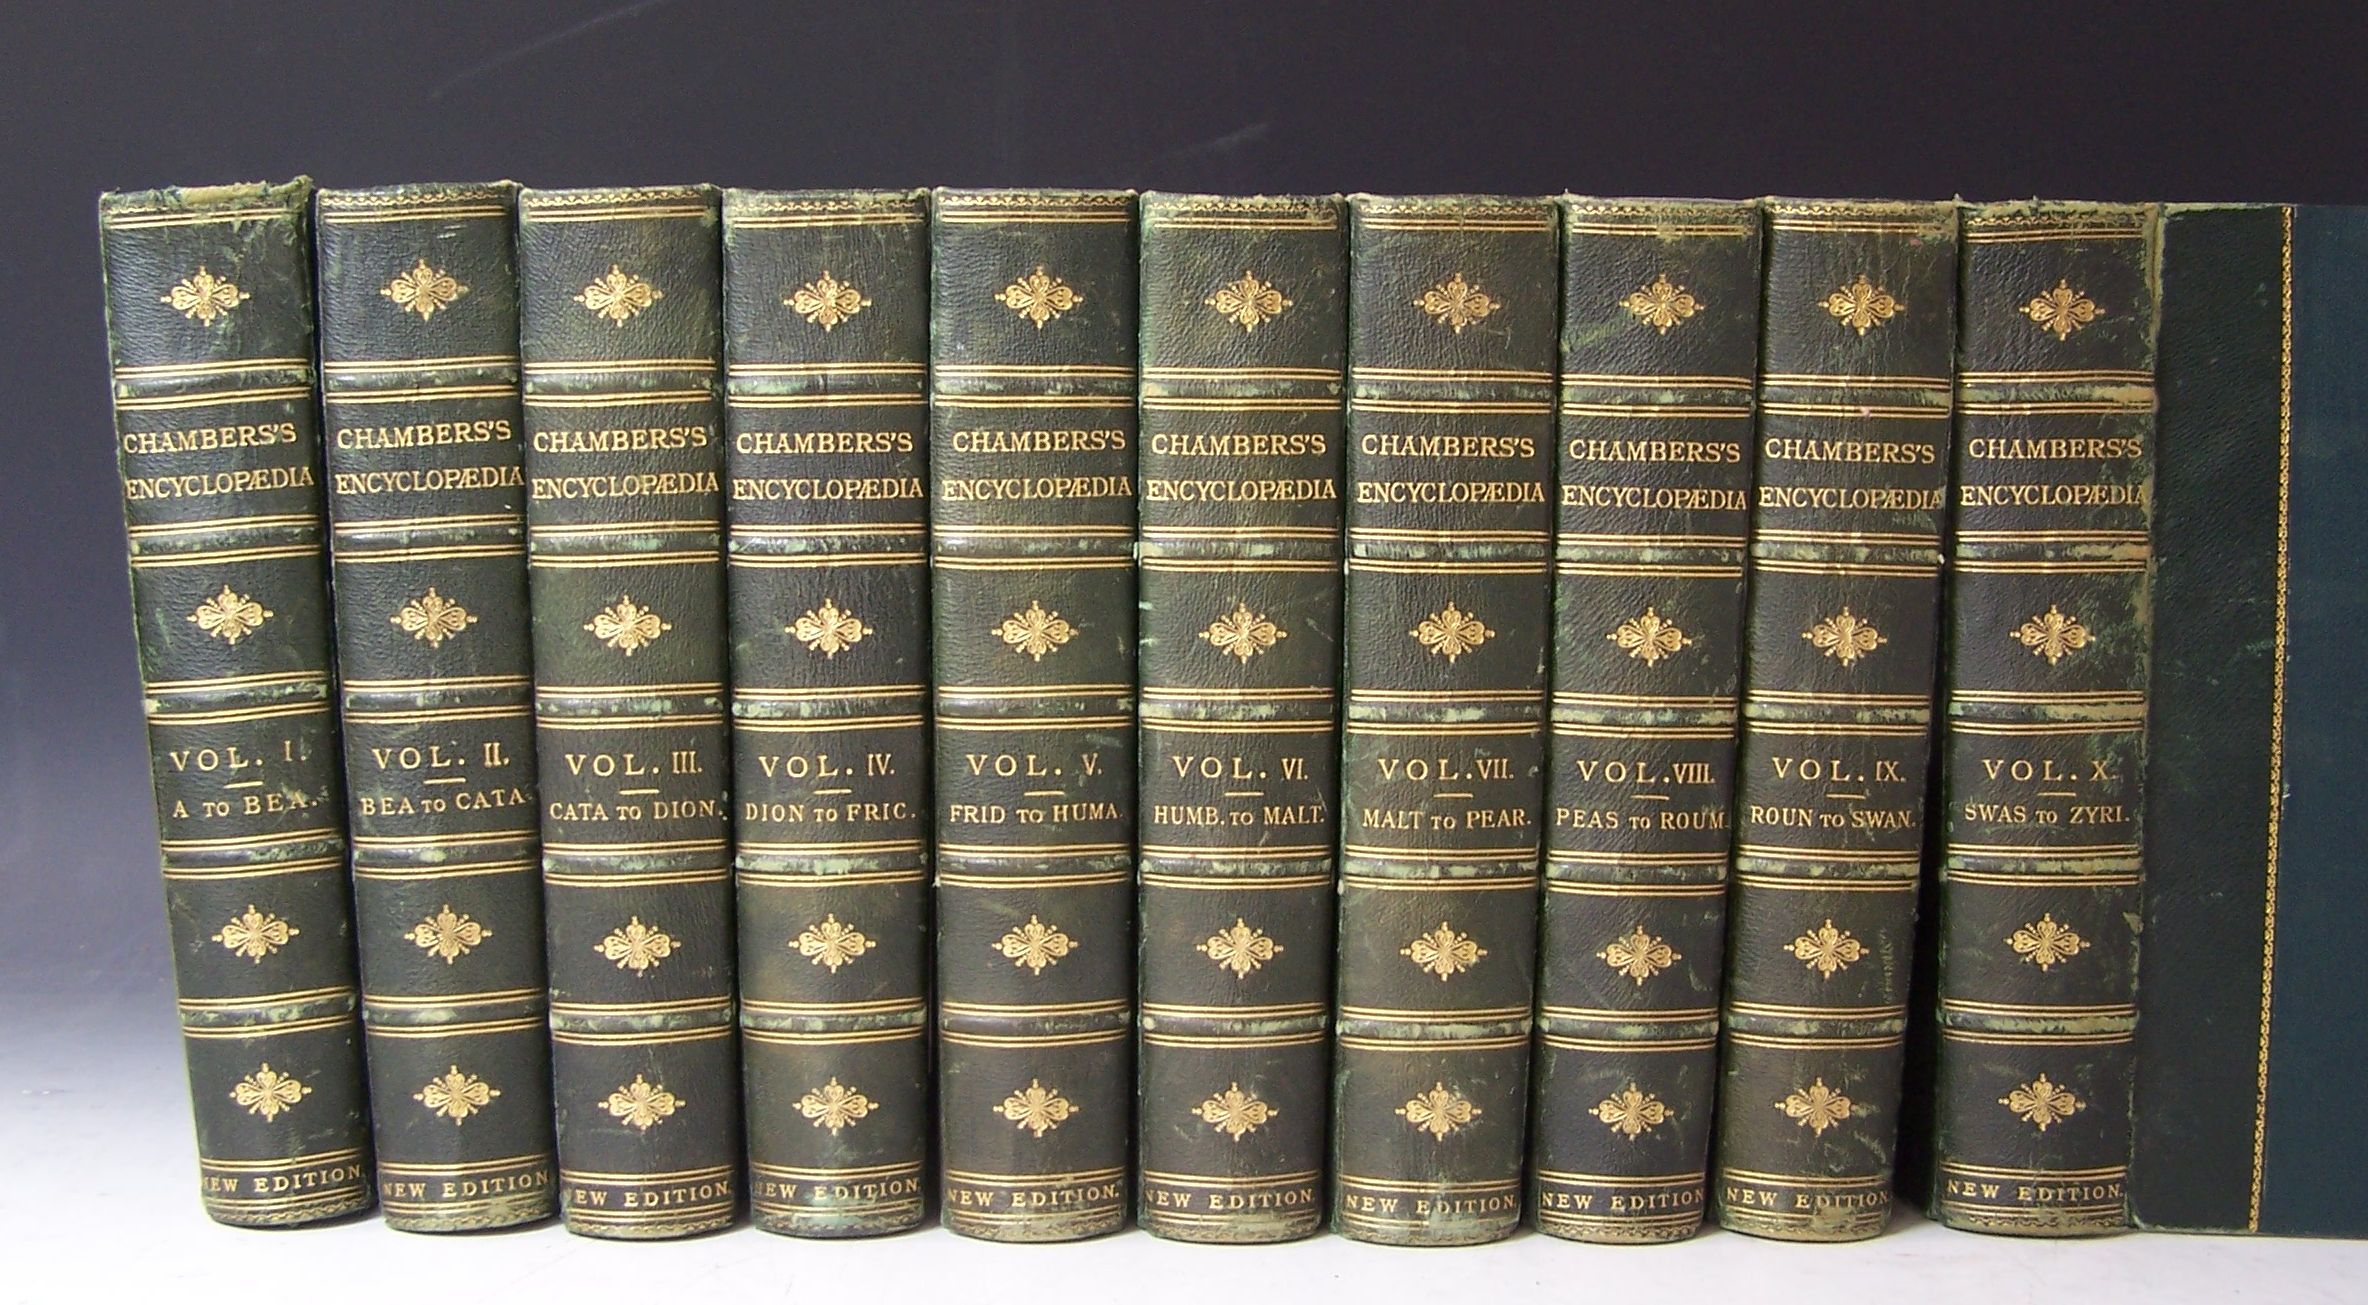 CHAMBERS'S
ENCYCLOPÆDIA
VOL. I.
A TO BEA.
NEW EDITION.
CHAMBERS'S
ENCYCLOPÆDIA
VOL. II.
BEA TO CATA.
NEW EDITION.
CHAMBERS'S
ENCYCLOPÆDIA
VOL. III.
CATA TO DION.
NEW EDITION.
CHAMBERS'S
ENCYCLOPÆDIA
VOL. IV.
DION TO FRIC.
NEW EDITION.
CHAMBERS'S
ENCYCLOPÆDIA
VOL. V.
FRID TO HUMA.
NEW EDITION.
CHAMBERS'S
ENCYCLOPÆDIA
VOL. VI.
HUMB. TO MALT.
NEW EDITION.
CHAMBERS'S
ENCYCLOPÆDIA
VOL. VII.
MALT TO PEAR.
NEW EDITION.
CHAMBERS'S
ENCYCLOPÆDIA
VOL. VIII.
PEAS TO ROUM.
NEW EDITION
CHAMBERS'S
ENCYCLOPÆDIA
VOL. IX.
ROUN TO SWAN.
NEW EDITION.
CHAMBERS'S
ENCYCLOPÆDIA
VOL. X.
SWAS TO ZYRI.
NEW EDITION.